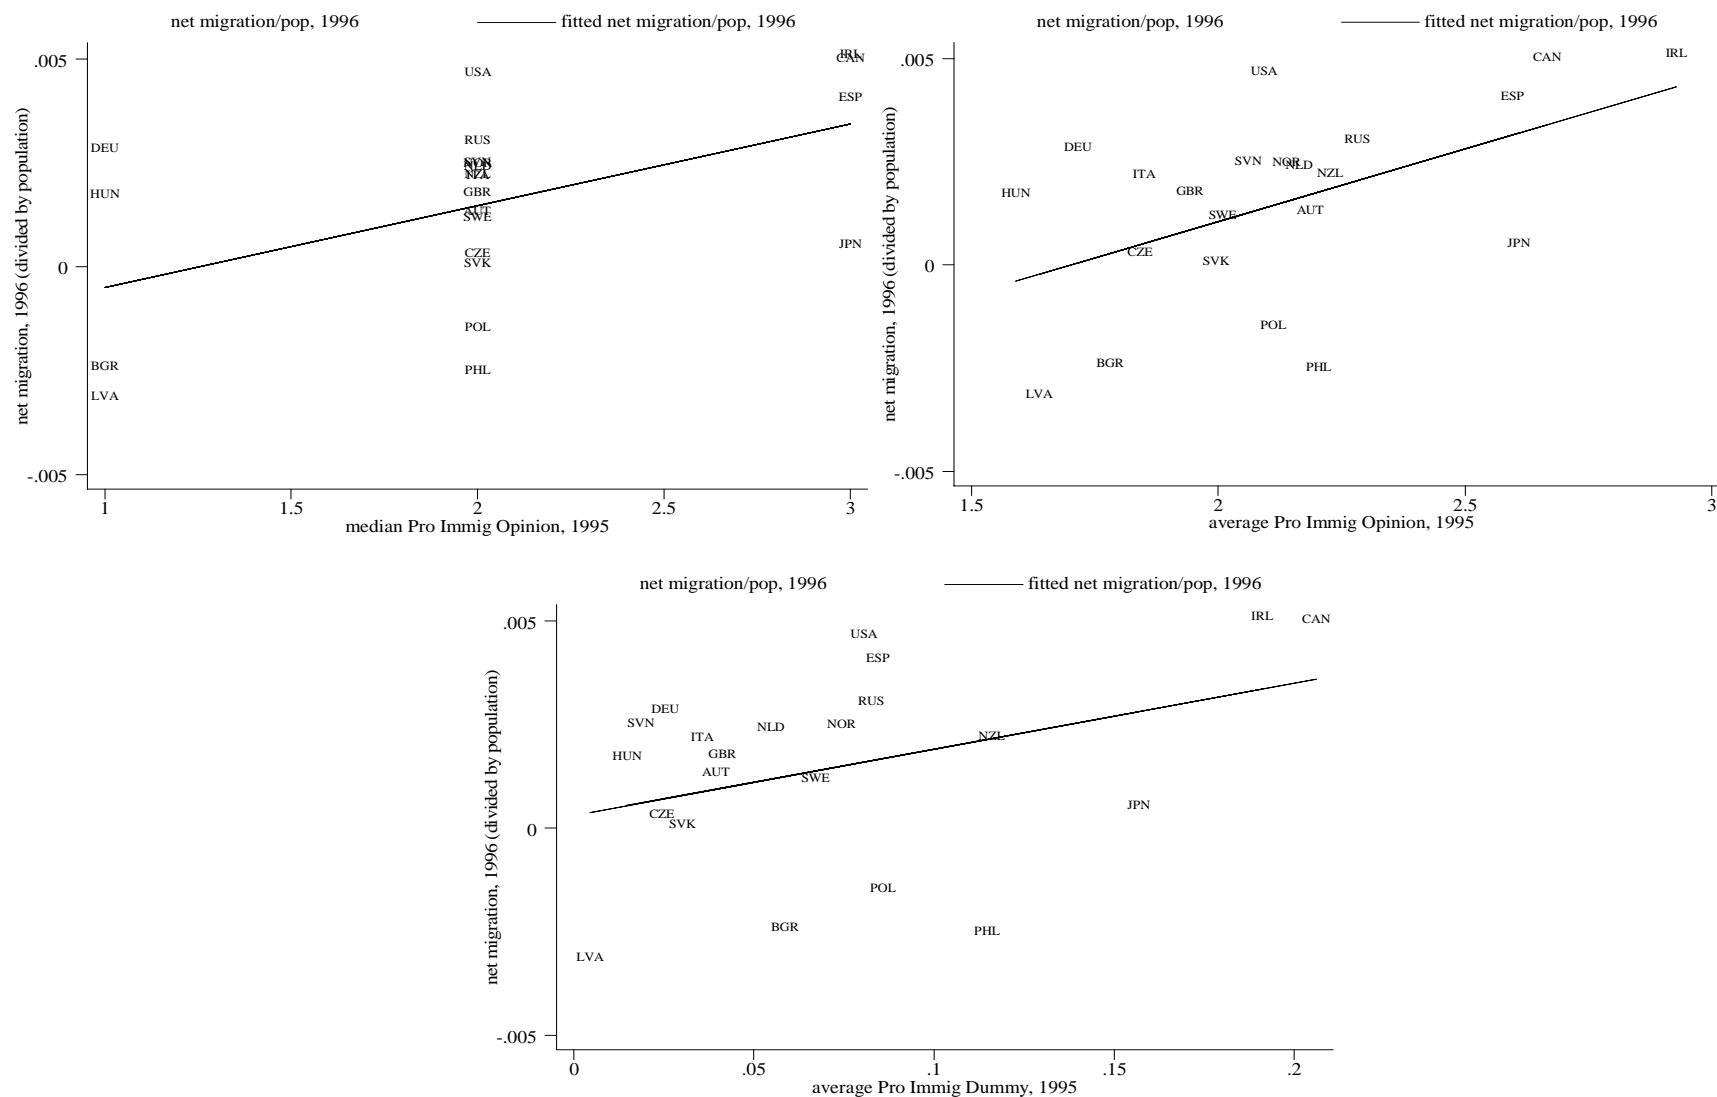 net migration/pop, 1996
fitted net migration/pop, 1996
net migration, 1996 (divided by population)
.005
0
-.005
IRL
CAN
USA
ESP
RUS
DEU
SVN
NLD
NZL
ITA
HUN
GBR
AUT
SWE
JPN
CZE
SVK
POL
BGR
PHL
LVA
1
1.5
2
2.5
3
median Pro Immig Opinion, 1995
net migration/pop, 1996
fitted net migration/pop, 1996
net migration, 1996 (divided by population)
.005
0
-.005
IRL
CAN
USA
ESP
RUS
DEU
SVN
NOR
NLD
ITA
NZL
HUN
GBR
SWE
AUT
JPN
CZE
SVK
POL
BGR
PHL
LVA
1.5
2
2.5
3
average Pro Immig Opinion, 1995
net migration/pop, 1996
fitted net migration/pop, 1996
net migration, 1996 (divided by population)
.005
0
-.005
IRL
CAN
USA
ESP
RUS
DEU
SVN
NOR
NLD
ITA
NZL
HUN
GBR
AUT
SWE
JPN
CZE
SVK
POL
BGR
PHL
LVA
0
.05
.1
.15
.2
average Pro Immig Dummy, 1995